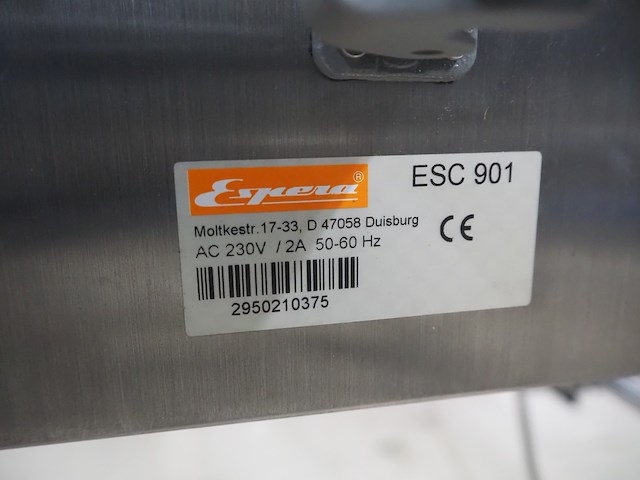 Espera®
ESC 901
Moltkestr.17-33, D 47058 Duisburg
CE
AC 230V / 2A 50-60 Hz
2950210375